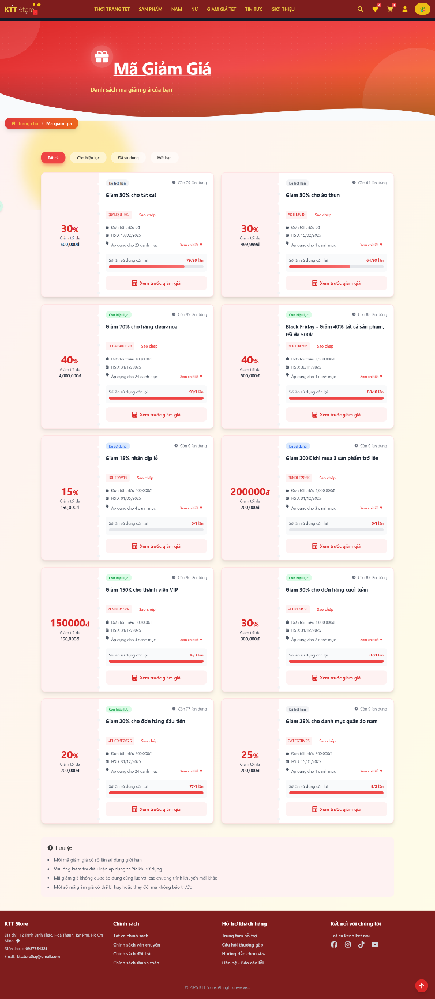 KTT Store
THỜI TRANG TẾT SẢN PHẨM NAM NỮ GIẢM GIÁ TẾT TIN TỨC GIỚI THIỆU
4 4
Mã Giảm Giá
Danh sách mã giảm giá của bạn
Trang chủ > Mã giảm giá
Tất cả Còn hiệu lực Đã sử dụng Hết hạn
30%
Giảm tối đa
500,000đ
Đã hết hạn Còn 79 lần dùng
Giảm 30% cho tất cả!
Sao chép
Đơn tối thiểu 0đ
HSD: 17/02/2025
Áp dụng cho 23 danh mục Xem chi tiết ▼
Số lần sử dụng còn lại 79/99 lần
Xem trước giảm giá
30%
Giảm tối đa
499,999đ
Đã hết hạn Còn 64 lần dùng
Giảm 30% cho áo thun
AOTHUN30 Sao chép
Đơn tối thiểu 0đ
HSD: 15/02/2025
Áp dụng cho 1 danh mục Xem chi tiết ▼
Số lần sử dụng còn lại 64/99 lần
Xem trước giảm giá
40%
Giảm tối đa
4,000,000đ
Còn hiệu lực Còn 99 lần dùng
Giảm 70% cho hàng clearance
CLEARANCE70 Sao chép
Đơn tối thiểu 100,000đ
HSD: 31/12/2025
Áp dụng cho 24 danh mục Xem chi tiết ▼
Số lần sử dụng còn lại 99/1 lần
Xem trước giảm giá
40%
Giảm tối đa
500,000đ
Còn hiệu lực Còn 88 lần dùng
Black Friday - Giảm 40% tất cả sản phẩm,
tối đa 500k
BFRIDAY40 Sao chép
Đơn tối thiểu 1,500,000đ
HSD: 30/11/2025
Áp dụng cho 4 danh mục Xem chi tiết ▼
Số lần sử dụng còn lại 88/10 lần
Xem trước giảm giá
15%
Giảm tối đa
150,000đ
Đã sử dụng Còn 0 lần dùng
Giảm 15% nhân dịp lễ
HOLIDAY15 Sao chép
Đơn tối thiểu 400,000đ
HSD: 01/05/2025
Áp dụng cho 4 danh mục Xem chi tiết ▼
Số lần sử dụng còn lại 0/1 lần
Xem trước giảm giá
200000đ
Giảm tối đa
200,000đ
Đã sử dụng Còn 0 lần dùng
Giảm 200K khi mua 3 sản phẩm trở lên
BUNDLE200K Sao chép
Đơn tối thiểu 1,000,000đ
HSD: 31/12/2025
Áp dụng cho 3 danh mục Xem chi tiết ▼
Số lần sử dụng còn lại 0/1 lần
Xem trước giảm giá
150000đ
Giảm tối đa
150,000đ
Còn hiệu lực Còn 96 lần dùng
Giảm 150K cho thành viên VIP
MEMBER150K Sao chép
Đơn tối thiểu 800,000đ
HSD: 31/12/2025
Áp dụng cho 4 danh mục Xem chi tiết ▼
Số lần sử dụng còn lại 96/3 lần
Xem trước giảm giá
30%
Giảm tối đa
300,000đ
Còn hiệu lực Còn 87 lần dùng
Giảm 30% cho đơn hàng cuối tuần
WEEKEND30 Sao chép
Đơn tối thiểu 1,000,000đ
HSD: 31/12/2025
Áp dụng cho 2 danh mục Xem chi tiết ▼
Số lần sử dụng còn lại 87/1 lần
Xem trước giảm giá
20%
Giảm tối đa
200,000đ
Còn hiệu lực Còn 77 lần dùng
Giảm 20% cho đơn hàng đầu tiên
WELCOME2025 Sao chép
Đơn tối thiểu 500,000đ
HSD: 31/12/2025
Áp dụng cho 24 danh mục Xem chi tiết ▼
Số lần sử dụng còn lại 77/1 lần
Xem trước giảm giá
25%
Giảm tối đa
200,000đ
Đã hết hạn Còn 9 lần dùng
Giảm 25% cho danh mục quần áo nam
CATEGORY25 Sao chép
Đơn tối thiểu 300,000đ
HSD: 15/01/2025
Áp dụng cho 1 danh mục Xem chi tiết ▼
Số lần sử dụng còn lại 9/2 lần
Xem trước giảm giá
Lưu ý:
• Mỗi mã giảm giá có số lần sử dụng giới hạn
• Vui lòng kiểm tra điều kiện áp dụng trước khi sử dụng
• Mã giảm giá không được áp dụng cùng lúc với các chương trình khuyến mãi khác
• Một số mã giảm giá có thể bị hủy hoặc thay đổi mà không báo trước
KTT Store
Địa chỉ: 12 Trịnh Đình Thảo, Hoà Thanh, Tân Phú, Hồ Chí
Minh
Điện thoại: 0987654321
Email: kttstore3cg@gmail.com
Chính sách
Tất cả chính sách
Chính sách vận chuyển
Chính sách đổi trả
Chính sách thanh toán
Hỗ trợ khách hàng
Trung tâm hỗ trợ
Câu hỏi thường gặp
Hướng dẫn chọn size
Liên hệ - Báo cáo lỗi
Kết nối với chúng tôi
Tất cả kênh kết nối
© 2025 KTT Store. All rights reserved.